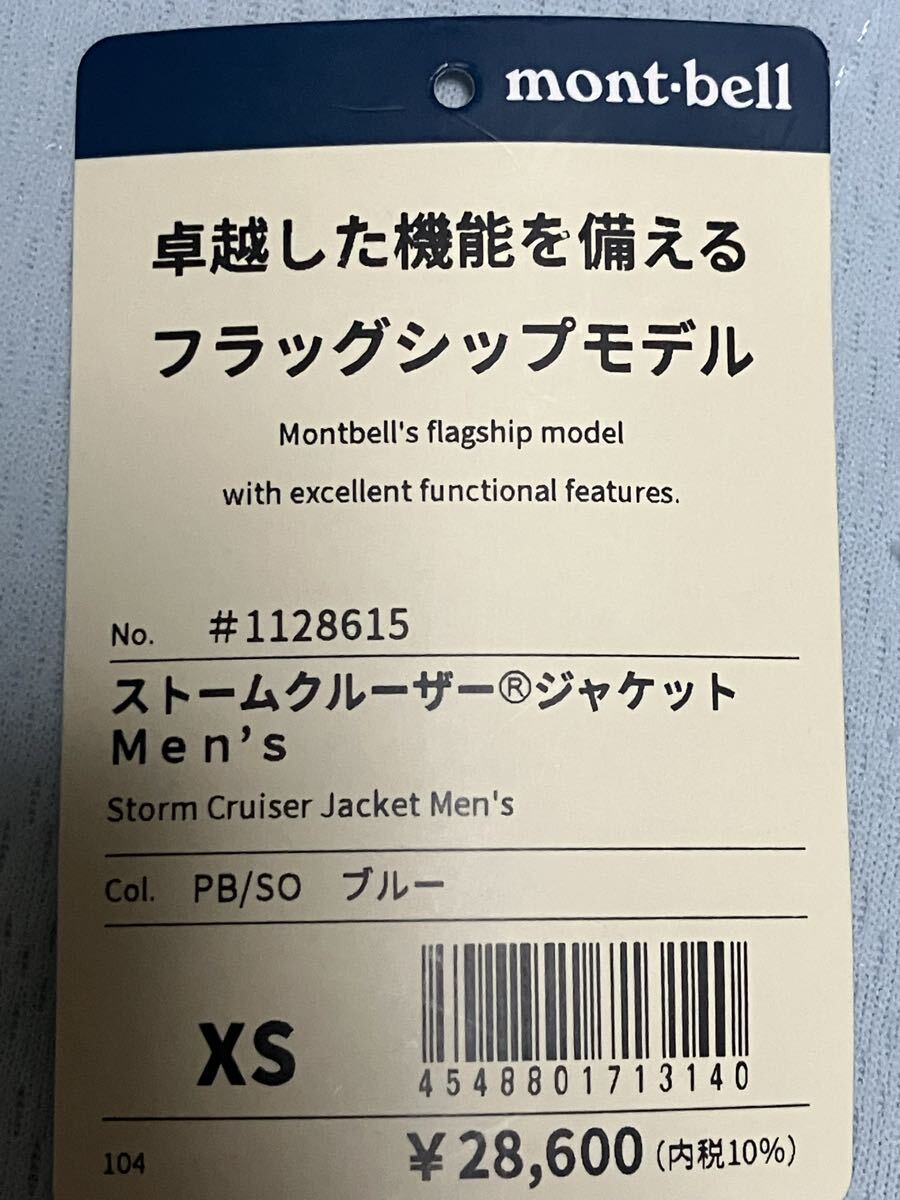 mont-bell
卓越した機能を備える
フラッグシップモデル
Montbell's flagship model
with excellent functional features.
No. #1128615
ストームクルーザー®ジャケット
Men's
Storm Cruiser Jacket Men's
Col. PB/SO ブルー
XS
4548801713140
104 ¥28,600(内税10%)